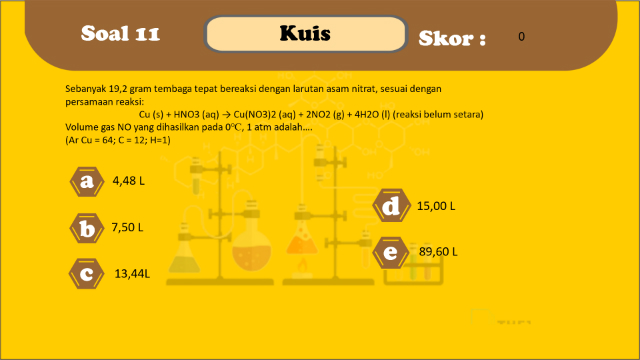 Soal 11
Kuis
Skor :
0
Sebanyak 19,2 gram tembaga tepat bereaksi dengan larutan asam nitrat, sesuai dengan
persamaan reaksi:
Cu (s) + HNO3 (aq) → Cu(NO3)2 (aq) + 2NO2 (g) + 4H2O (l) (reaksi belum setara)
Volume gas NO yang dihasilkan pada 0°C, 1 atm adalah....
(Ar Cu = 64; C = 12; H=1)
a 4,48 L
b 7,50 L
c 13,44L
d 15,00 L
e 89,60 L